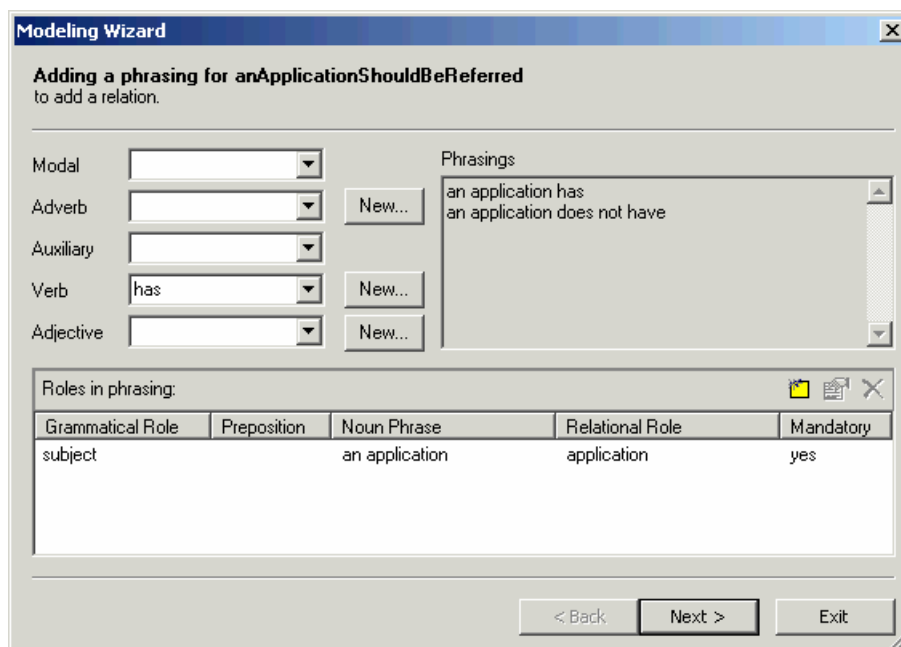 Modeling Wizard
Adding a phrasing for anApplicationShouldBeReferred
to add a relation.
Modal
Adverb
New...
Auxiliary
Verb
has
New...
Adjective
New...
Phrasings
an application has
an application does not have
Roles in phrasing:
Grammatical Role Preposition Noun Phrase Relational Role Mandatory
subject an application application yes
< Back Next > Exit